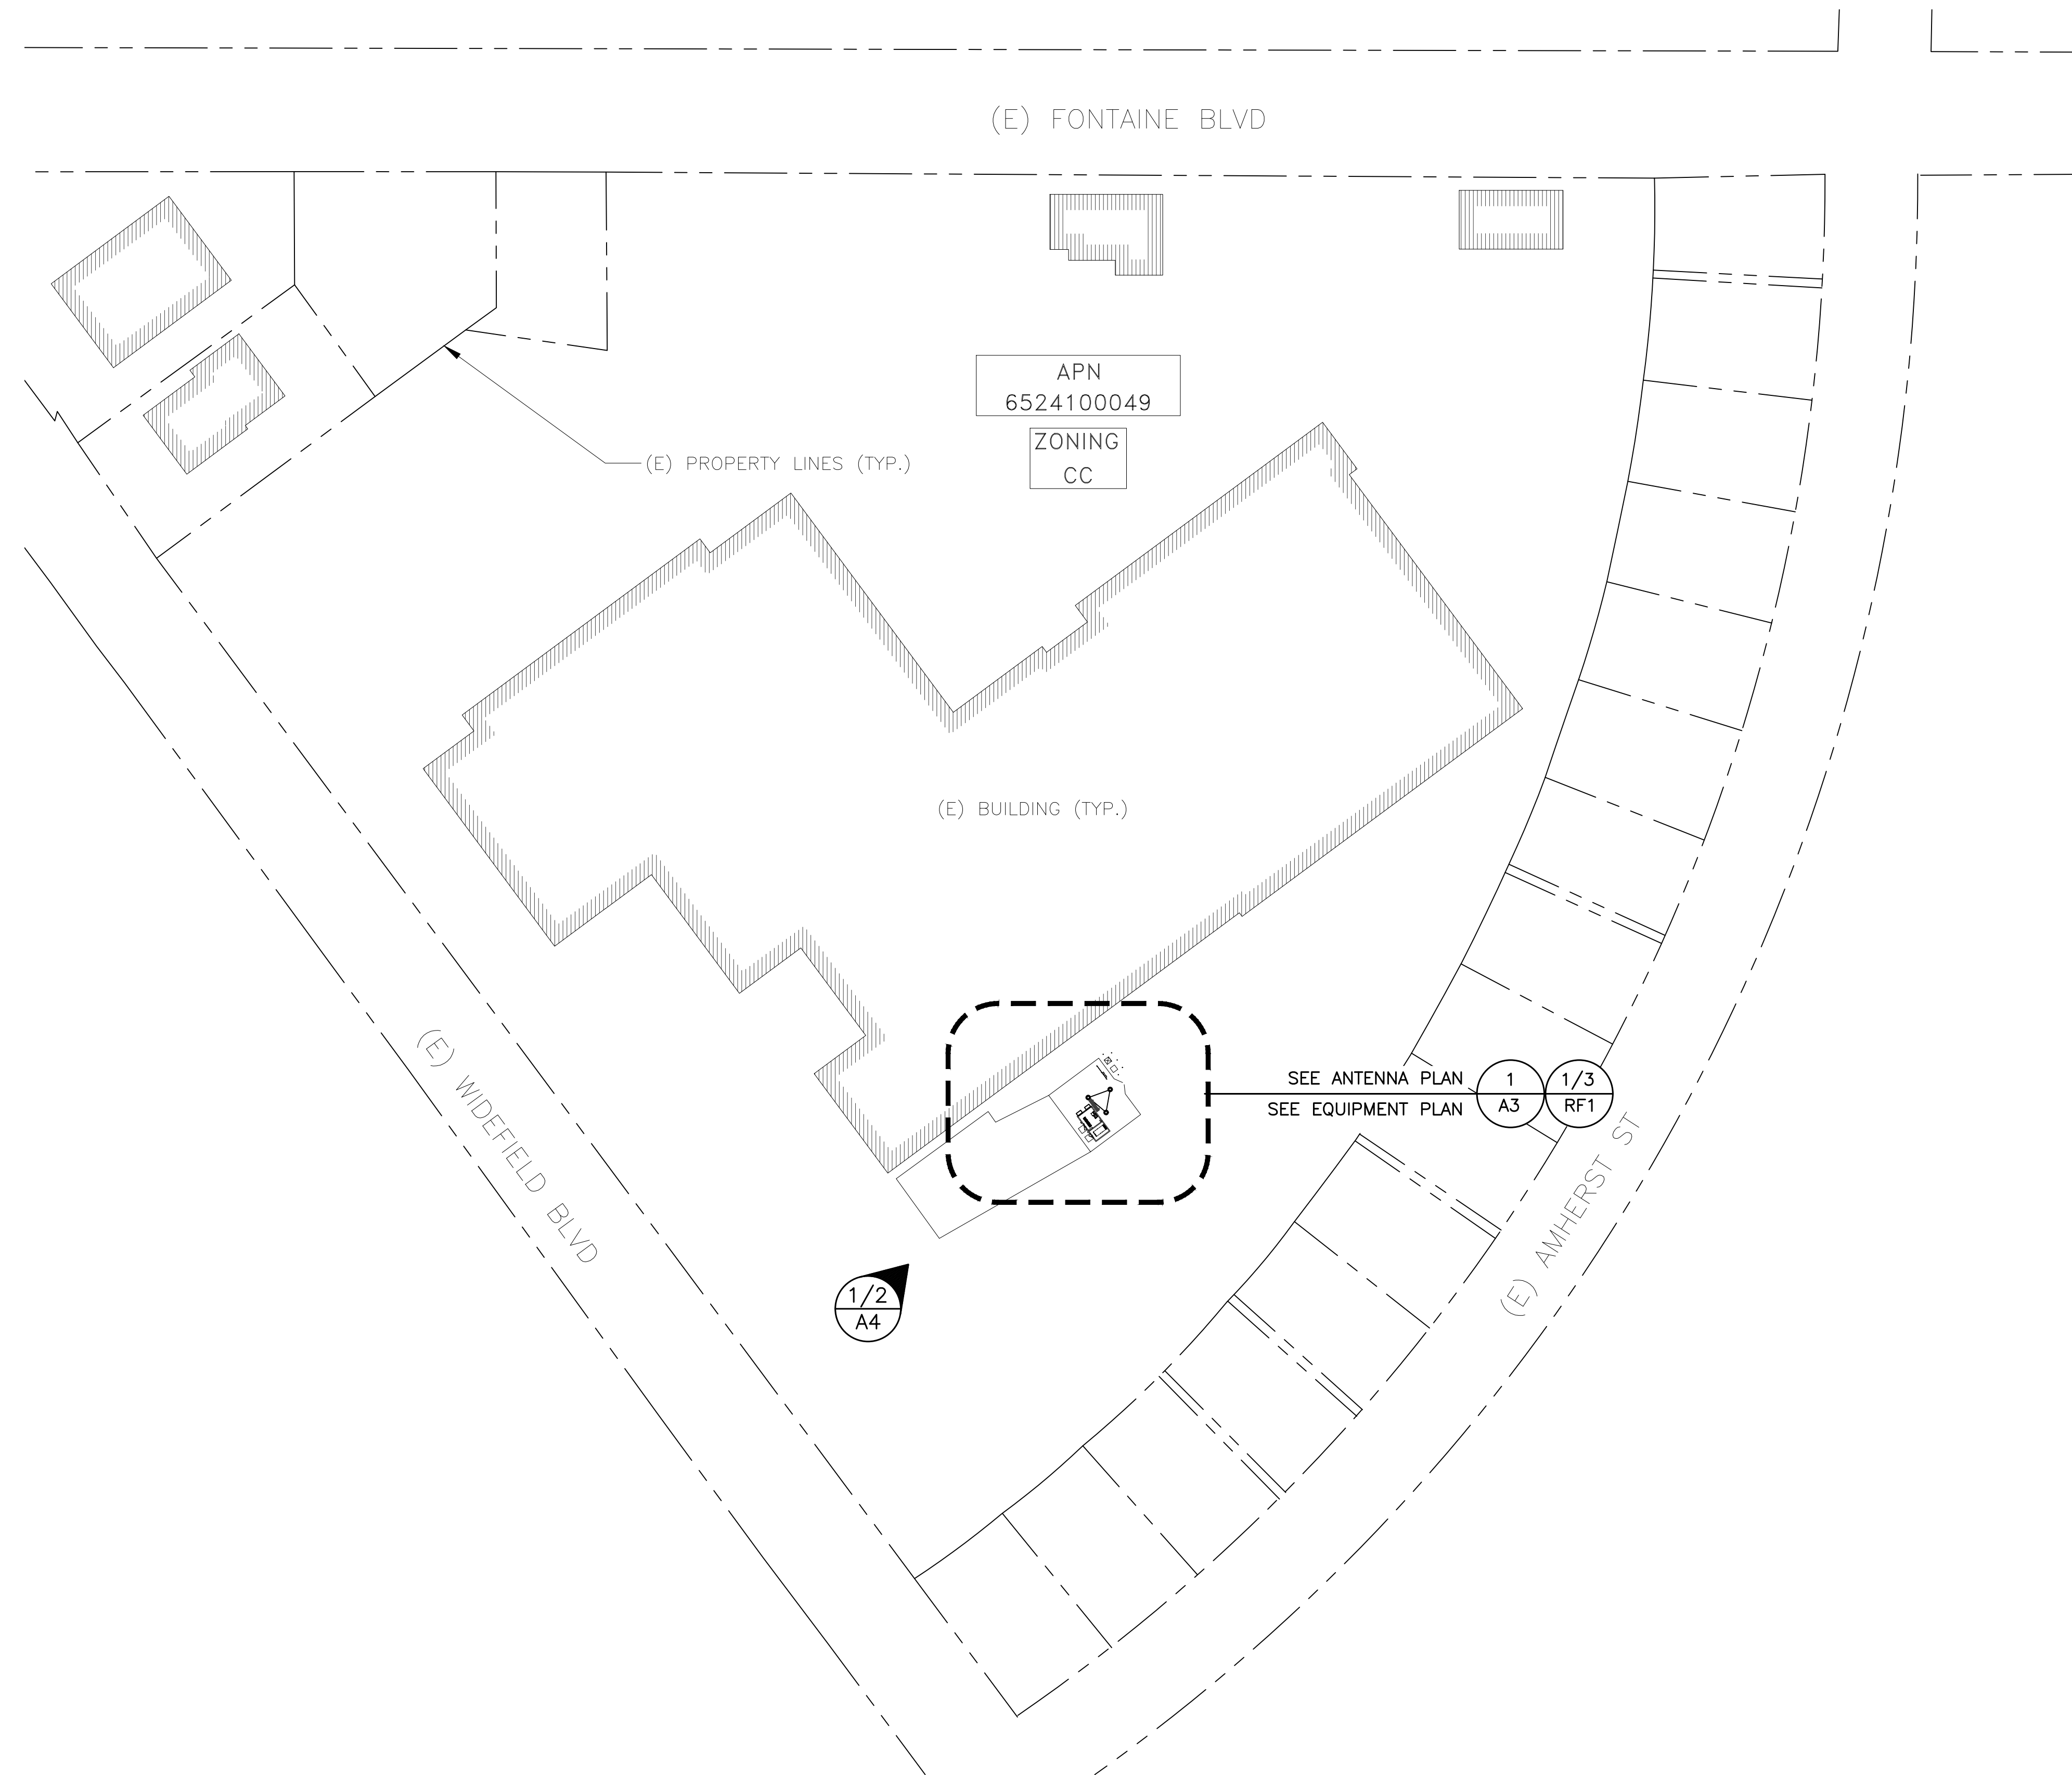 (E) FONTAINE BLVD
APN
6524100049
ZONING
CC
(E) PROPERTY LINES (TYP.)
(E) BUILDING (TYP.)
(E) WIDEFIELD BLVD
SEE ANTENNA PLAN
SEE EQUIPMENT PLAN
1
A3
1/3
RF1
(E) AMHERST ST
1/2
A4